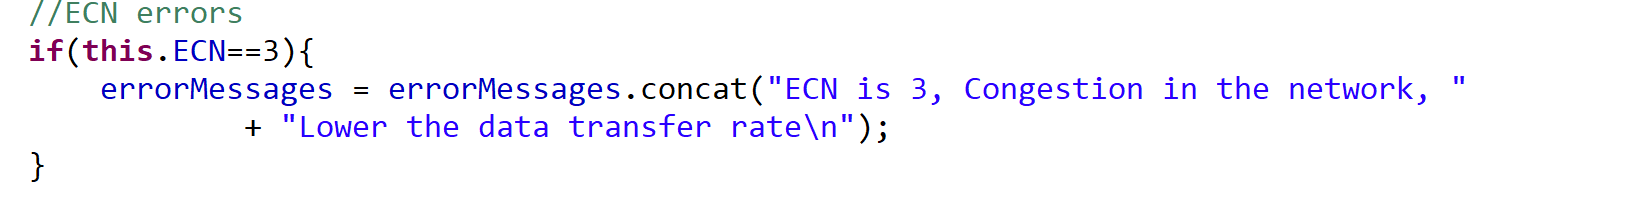 //ECN errors
if(this.ECN==3){
    errorMessages = errorMessages.concat("ECN is 3, Congestion in the network, "
            + "Lower the data transfer rate\n");
}